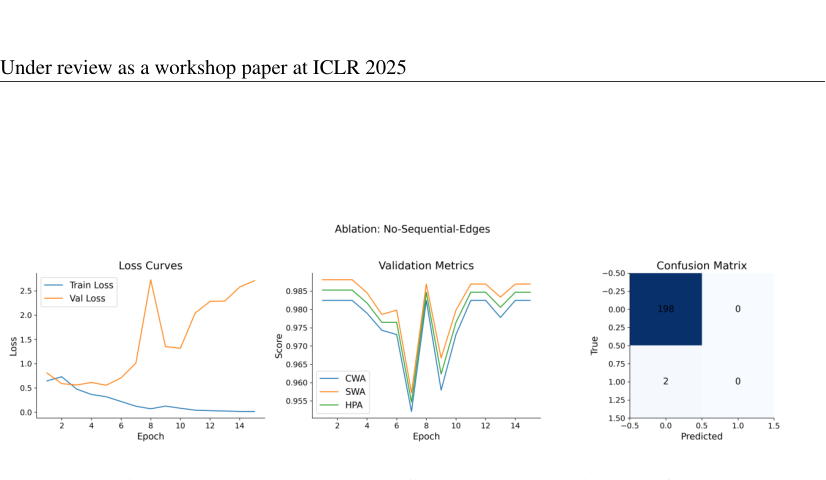 Under review as a workshop paper at ICLR 2025
Ablation: No-Sequential-Edges
Loss Curves
Train Loss
Val Loss
2.5
2.0
1.5
1.0
0.5
0.0
Loss
2 4 6 8 10 12 14
Epoch
Validation Metrics
0.985
0.980
0.975
0.970
0.965
0.960
0.955
Score
CWA
SWA
HPA
2 4 6 8 10 12 14
Epoch
Confusion Matrix
−0.50
−0.25
0.00
0.25
0.50
0.75
1.00
1.25
1.50
True
198 0
2 0
−0.5 0.0 0.5 1.0 1.5
Predicted